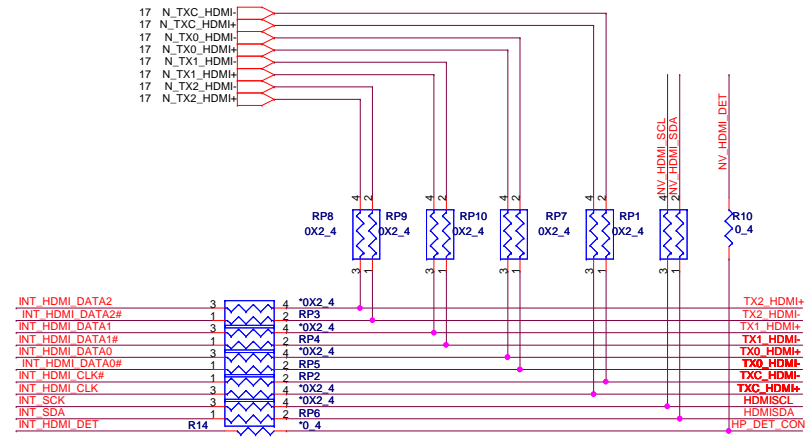 17 N_TXC_HDMI-
17 N_TXC_HDMI+
17 N_TX0_HDMI-
17 N_TX0_HDMI+
17 N_TX1_HDMI-
17 N_TX1_HDMI+
17 N_TX2_HDMI-
17 N_TX2_HDMI+
NV_HDMI_SCL
NV_HDMI_SDA
NV_HDMI_DET
4 2 4 2 4 2 4 2 4 2
RP8 RP9 RP10 RP7 RP1 R10
0X2_4 0X2_4 0X2_4 0X2_4 0X2_4 0_4
3 1 3 1 3 1 3 1 3 1
INT_HDMI_DATA2 3 4 *0X2_4 TX2_HDMI+
INT_HDMI_DATA2# 1 2 RP3 TX2_HDMI-
INT_HDMI_DATA1 3 4 *0X2_4 TX1_HDMI+
INT_HDMI_DATA1# 1 2 RP4 TX1_HDMI-
INT_HDMI_DATA0 3 4 *0X2_4 TX0_HDMI+
INT_HDMI_DATA0# 1 2 RP5 TX0_HDMI-
INT_HDMI_CLK# 1 2 RP2 TXC_HDMI-
INT_HDMI_CLK 3 4 *0X2_4 TXC_HDMI+
INT_SCK 3 4 *0X2_4 HDMISCL
INT_SDA 1 2 RP6 HDMISDA
INT_HDMI_DET R14 *0_4 HP_DET_CON